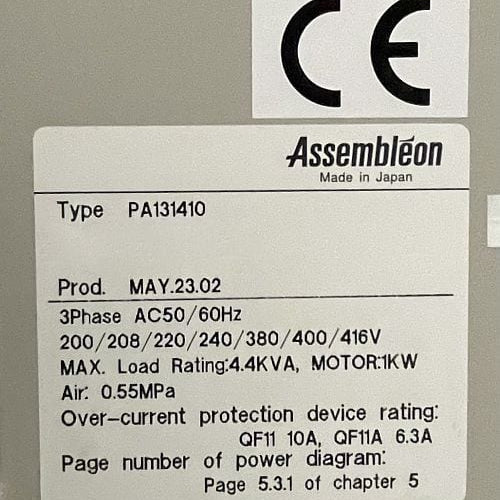 CE
Assembléon
Made in Japan
Type PA131410
Prod. MAY.23.02
3Phase AC50/60Hz
200/208/220/240/380/400/416V
MAX. Load Rating:4.4KVA, MOTOR:1KW
Air: 0.55MPa
Over-current protection device rating:
QF11 10A, QF11A 6.3A
Page number of power diagram:
Page 5.3.1 of chapter 5